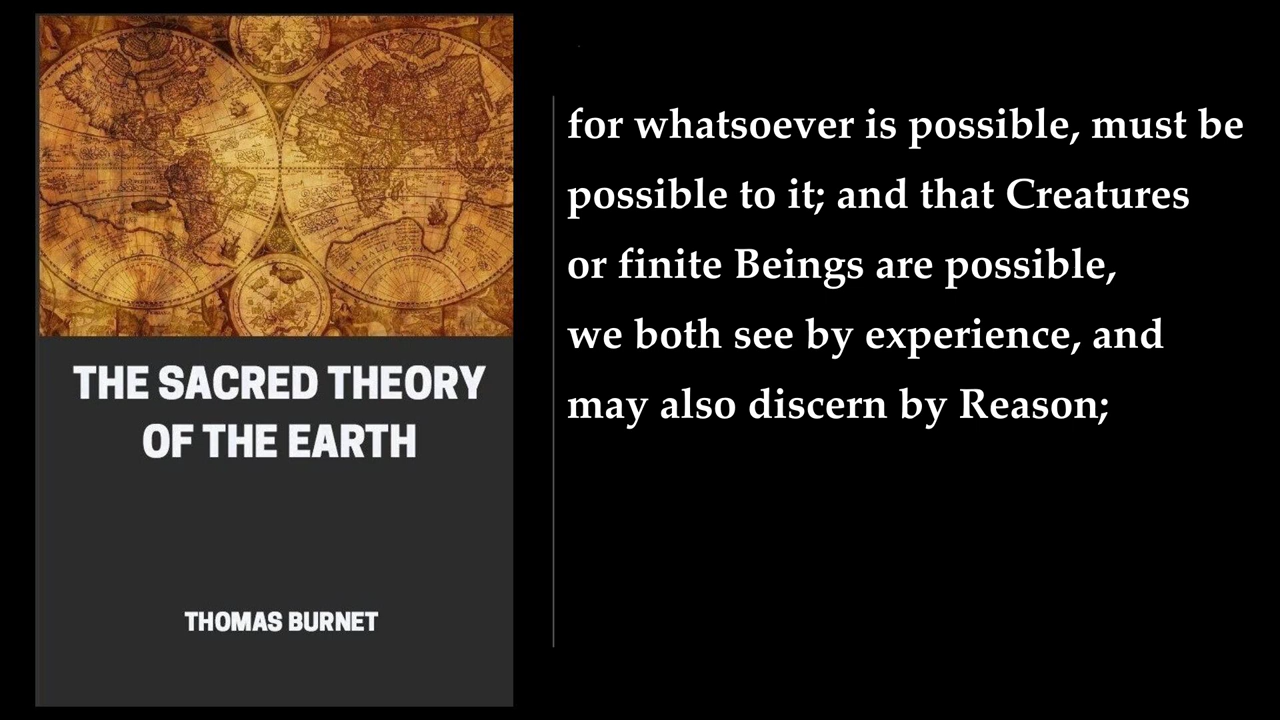 THE SACRED THEORY
OF THE EARTH
THOMAS BURNET
for whatsoever is possible, must be
possible to it; and that Creatures
or finite Beings are possible,
we both see by experience, and
may also discern by Reason;